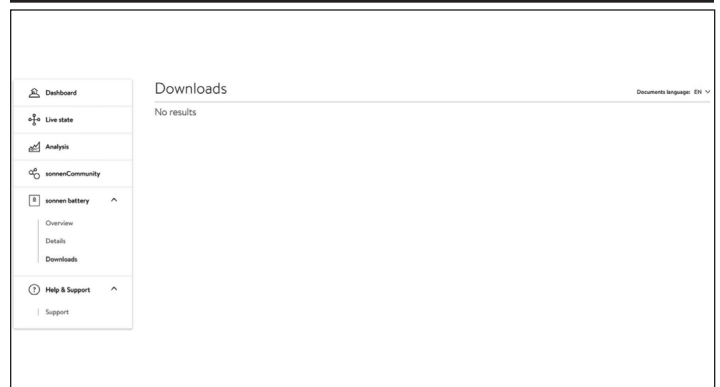 Dashboard
Live state
Analysis
sonnenCommunity
sonnen battery
Overview
Details
Downloads
Help & Support
Support
Downloads
Documents language: EN
No results